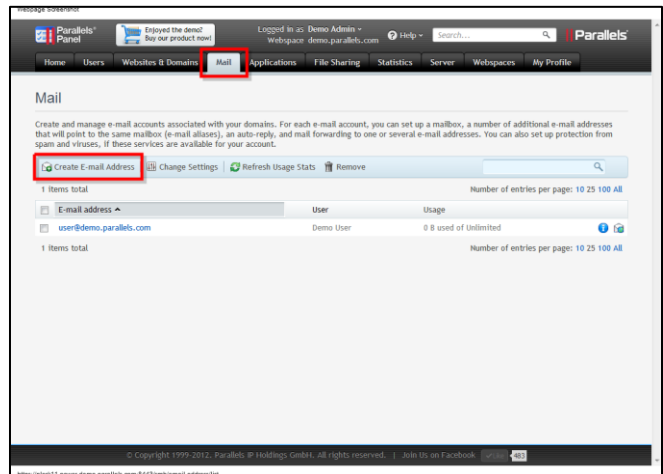 Webpage Screenshot
Parallels® Panel
Enjoyed the demo? Buy our product now!
Logged in as Demo Admin
Webspace demo.parallels.com
Help
Search...
Parallels®
Home Users Websites & Domains Mail Applications File Sharing Statistics Server Webspaces My Profile
Mail
Create and manage e-mail accounts associated with your domains. For each e-mail account, you can set up a mailbox, a number of additional e-mail addresses
that will point to the same mailbox (e-mail aliases), an auto-reply, and mail forwarding to one or several e-mail addresses. You can also set up protection from
spam and viruses, if these services are available for your account.
Create E-mail Address Change Settings Refresh Usage Stats Remove
1 items total Number of entries per page: 10 25 100 All
E-mail address User Usage
user@demo.parallels.com Demo User 0 B used of Unlimited
1 items total Number of entries per page: 10 25 100 All
© Copyright 1999-2012. Parallels IP Holdings GmbH. All rights reserved. | Join Us on Facebook Like 483